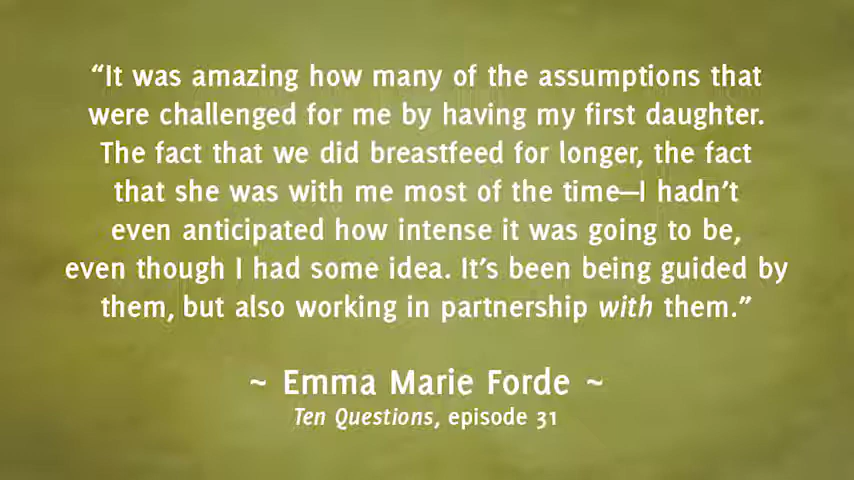 “It was amazing how many of the assumptions that
were challenged for me by having my first daughter.
The fact that we did breastfeed for longer, the fact
that she was with me most of the time—I hadn’t
even anticipated how intense it was going to be,
even though I had some idea. It’s been being guided by
them, but also working in partnership with them.”
~ Emma Marie Forde ~
Ten Questions, episode 31